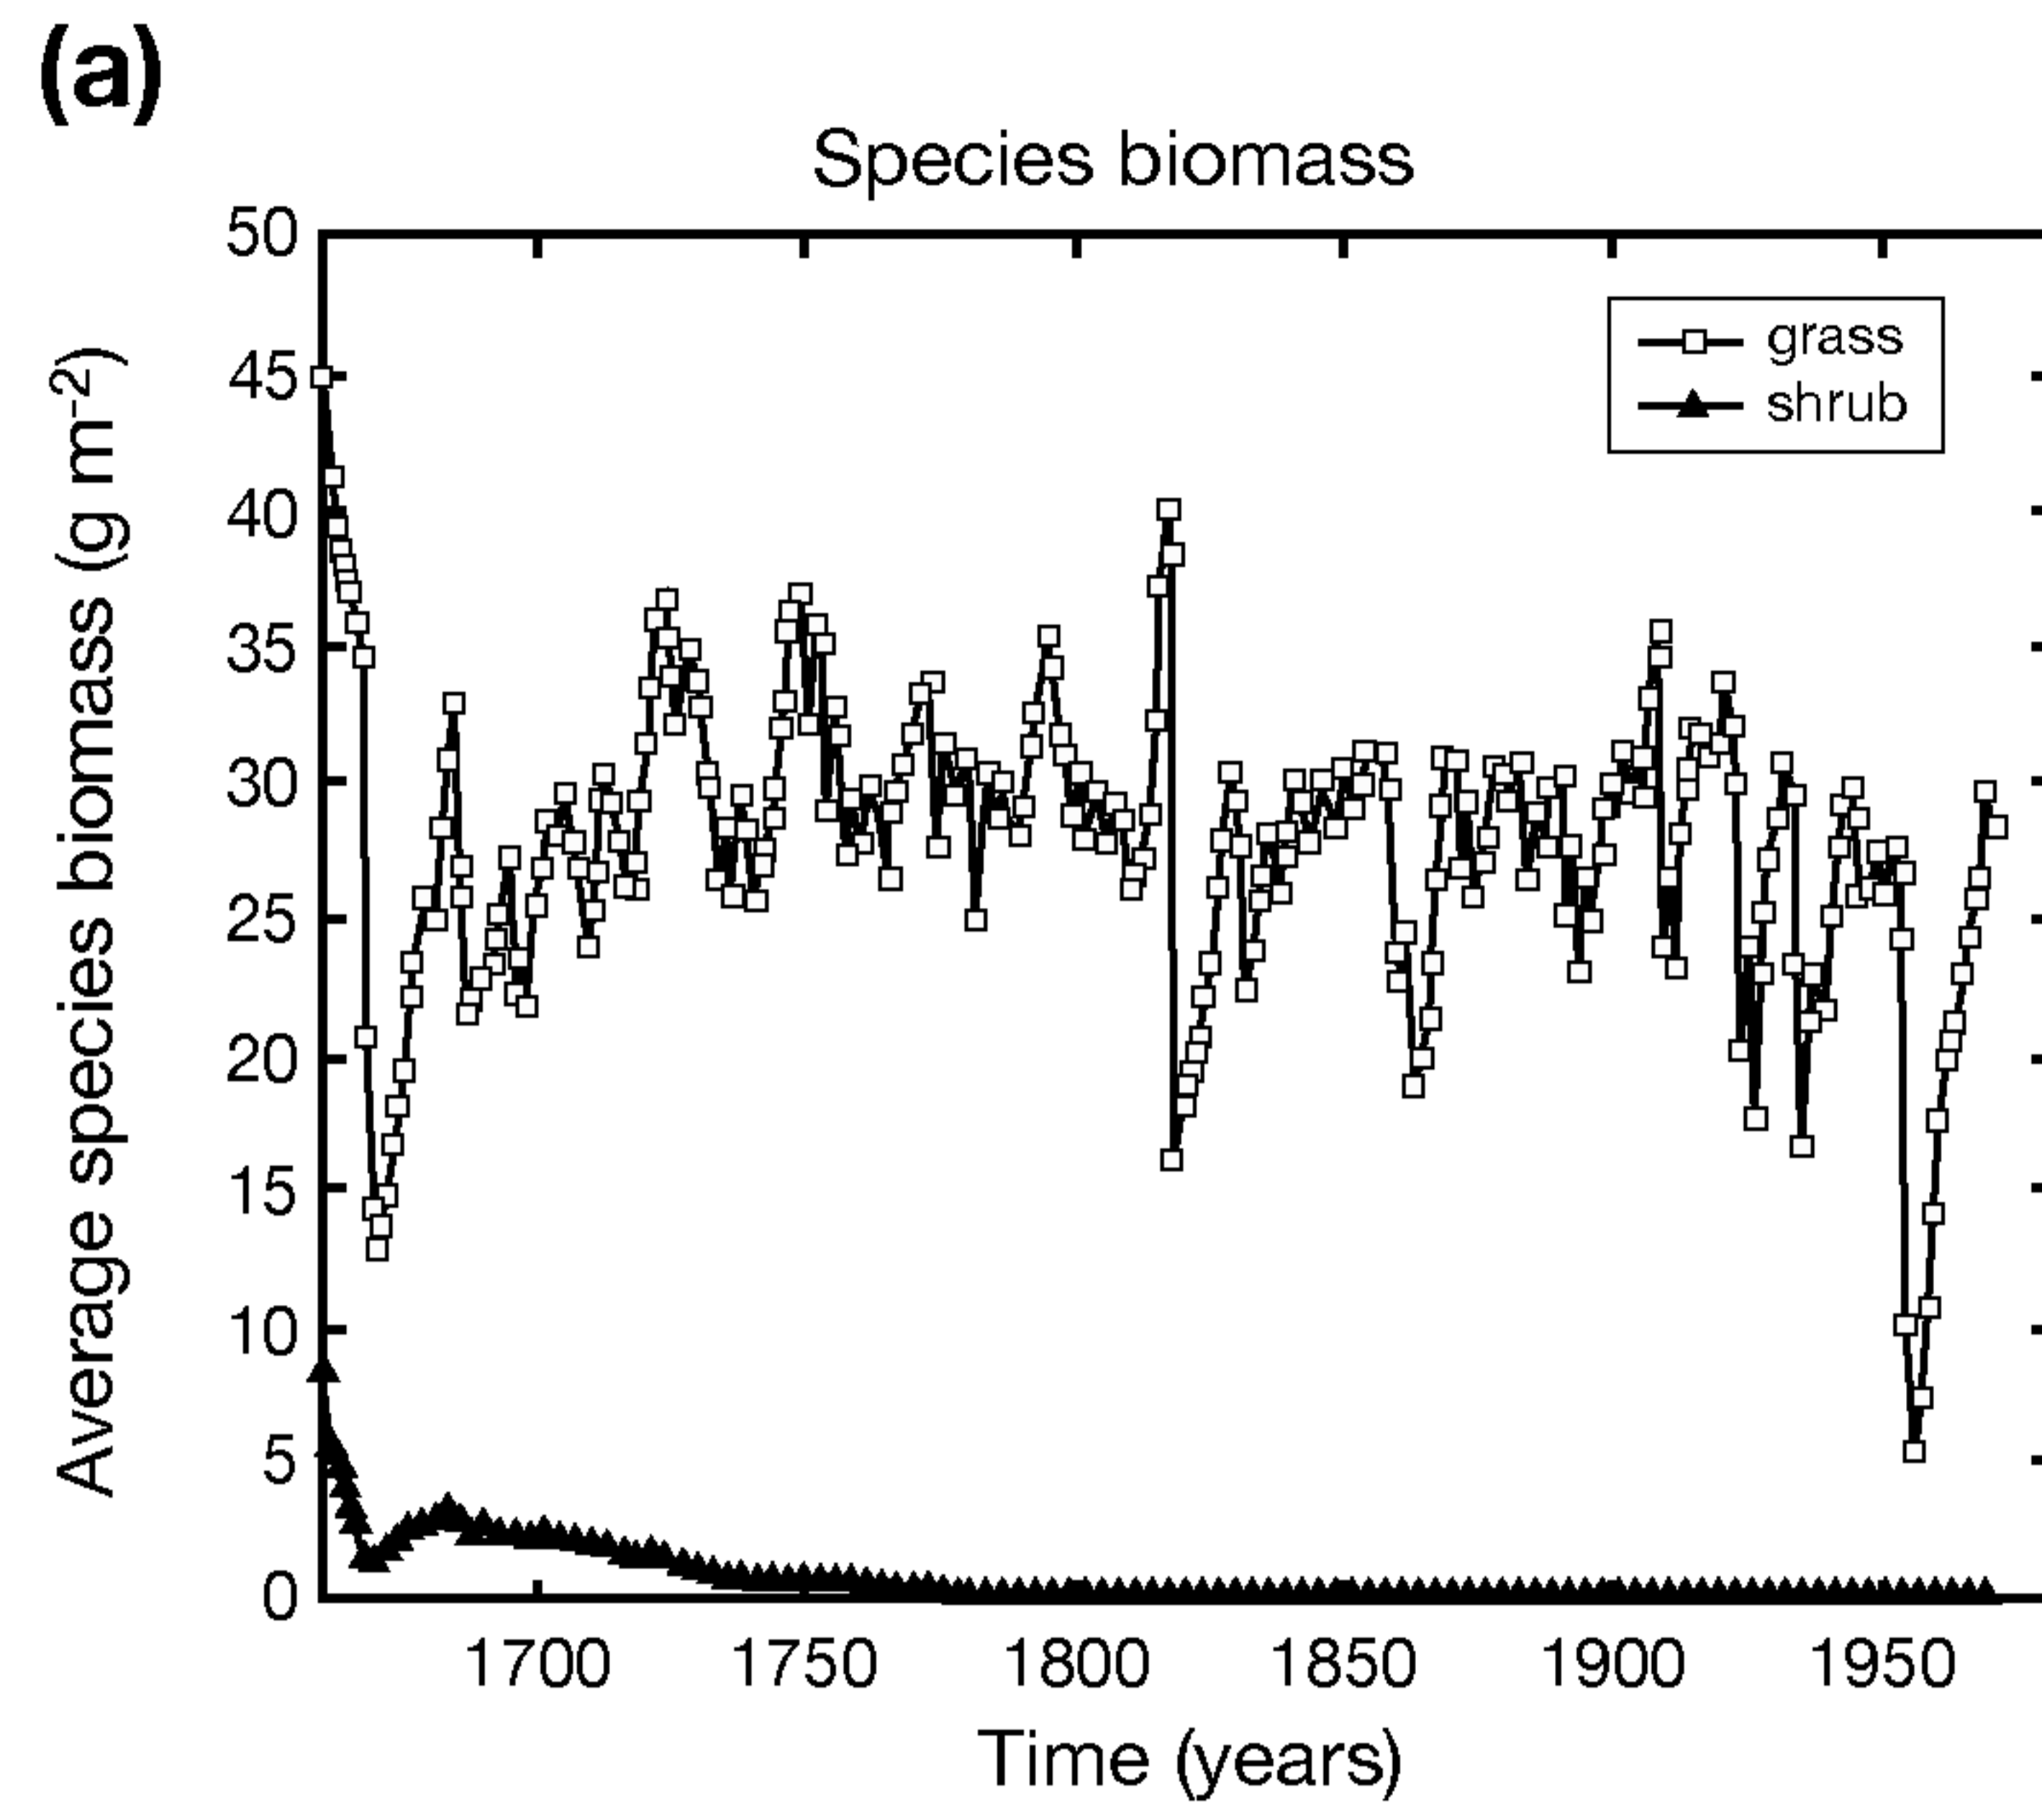 (a)
Species biomass
Average species biomass (g m⁻²)
50
45
40
35
30
25
20
15
10
5
0
grass
shrub
1700 1750 1800 1850 1900 1950
Time (years)